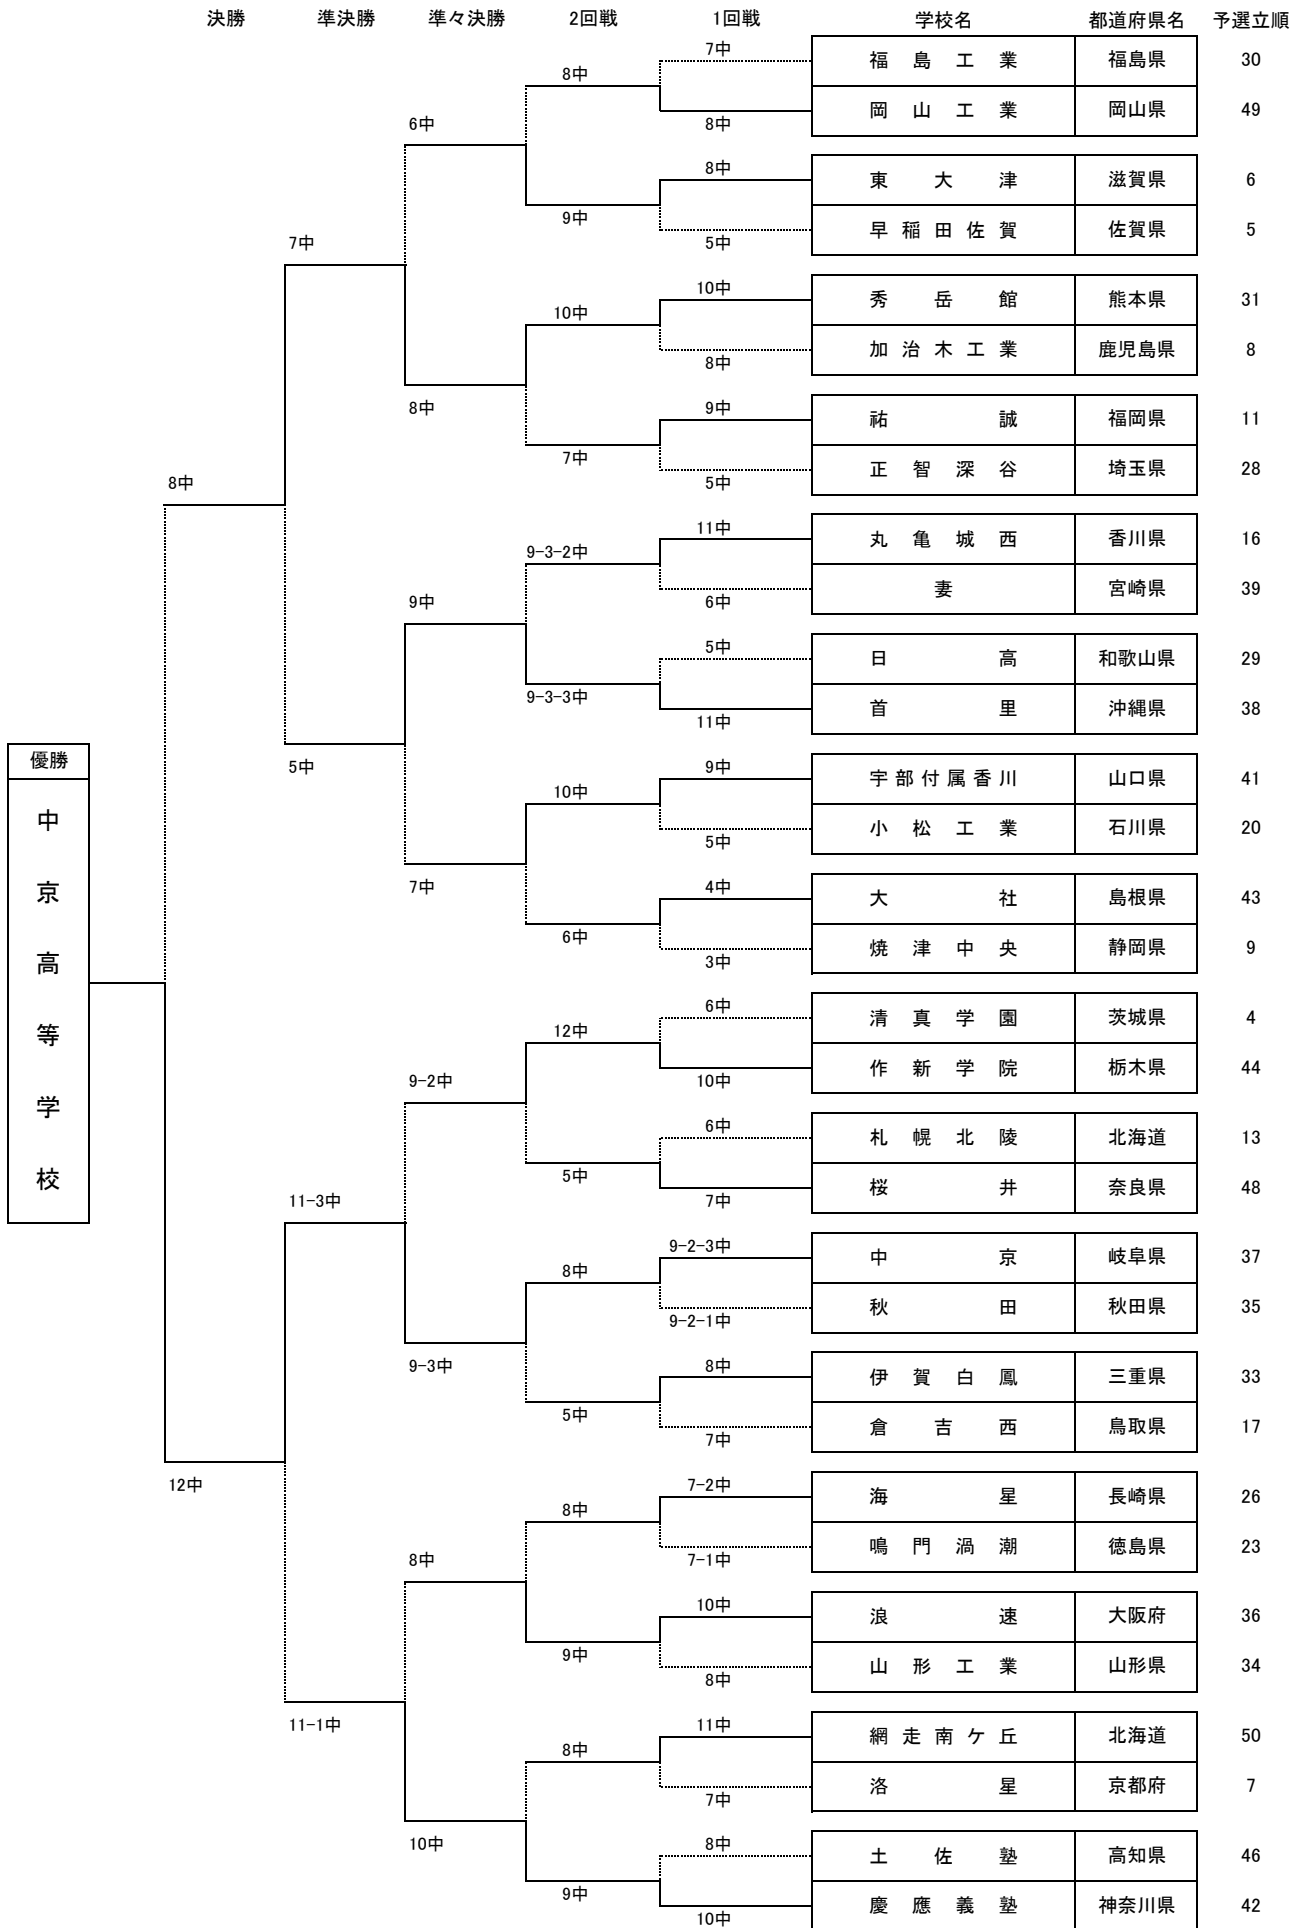 決勝 準決勝 準々決勝 2回戦 1回戦 学校名 都道府県名 予選立順
7中
福島工業 福島県 30
8中
岡山工業 岡山県 49
6中
8中
8中
東大津 滋賀県 6
9中
早稲田佐賀 佐賀県 5
7中
5中
10中
秀岳館 熊本県 31
10中
加治木工業 鹿児島県 8
8中
8中
9中
祐誠 福岡県 11
7中
正智深谷 埼玉県 28
8中
5中
11中
丸亀城西 香川県 16
9-3-2中
妻 宮崎県 39
9中
6中
5中
日高 和歌山県 29
9-3-3中
首里 沖縄県 38
11中
優勝
中京高等学校
5中
9中
宇部付属香川 山口県 41
10中
小松工業 石川県 20
5中
7中
4中
大社 島根県 43
6中
焼津中央 静岡県 9
3中
6中
清真学園 茨城県 4
12中
作新学院 栃木県 44
9-2中
10中
6中
札幌北陵 北海道 13
5中
桜井 奈良県 48
11-3中
7中
9-2-3中
中京 岐阜県 37
8中
秋田 秋田県 35
9-2-1中
9-3中
8中
伊賀白鳳 三重県 33
5中
倉吉西 鳥取県 17
7中
12中
7-2中
海星 長崎県 26
8中
鳴門渦潮 徳島県 23
8中
7-1中
10中
浪速 大阪府 36
9中
山形工業 山形県 34
8中
11-1中
11中
網走南ケ丘 北海道 50
8中
洛星 京都府 7
7中
10中
8中
土佐塾 高知県 46
9中
慶應義塾 神奈川県 42
10中